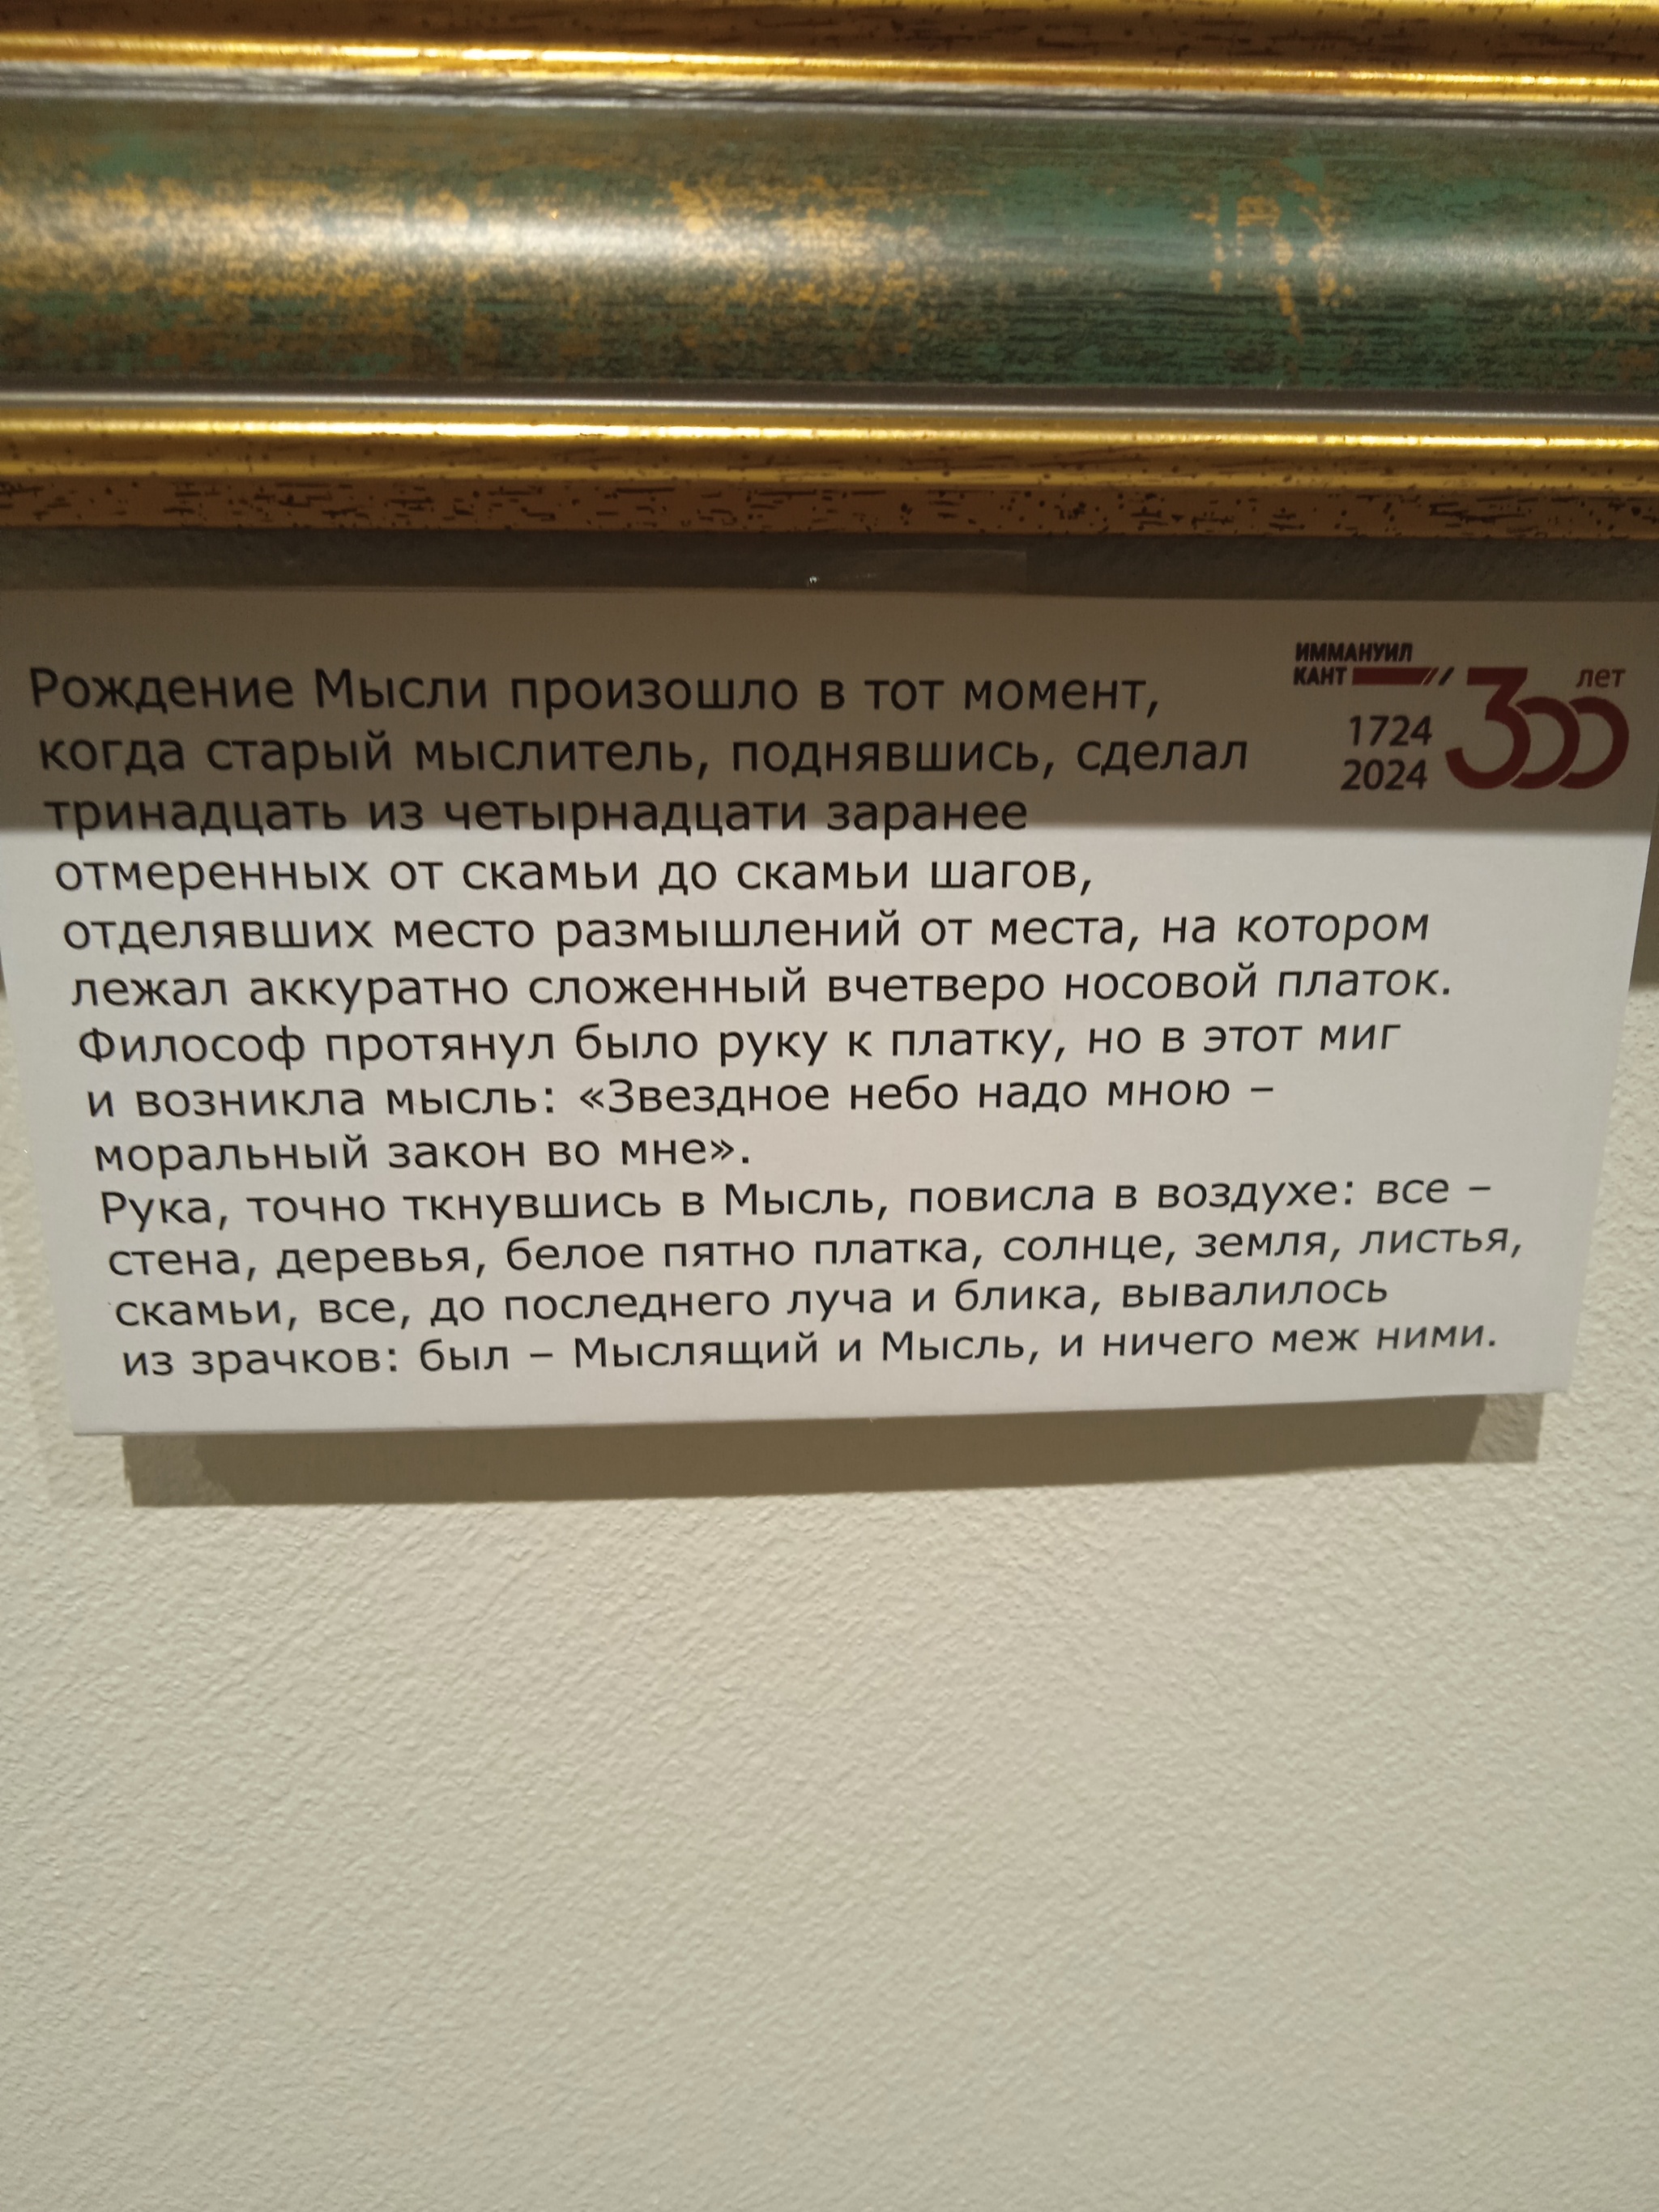 ИММАНУИЛ
КАНТ
300 лет
1724
2024
Рождение Мысли произошло в тот момент,
когда старый мыслитель, поднявшись, сделал
тринадцать из четырнадцати заранее
отмеренных от скамьи до скамьи шагов,
отделявших место размышлений от места, на котором
лежал аккуратно сложенный вчетверо носовой платок.
Философ протянул было руку к платку, но в этот миг
и возникла мысль: «Звездное небо надо мною –
моральный закон во мне».
Рука, точно ткнувшись в Мысль, повисла в воздухе: все –
стена, деревья, белое пятно платка, солнце, земля, листья,
скамьи, все, до последнего луча и блика, вывалилось
из зрачков: был – Мыслящий и Мысль, и ничего меж ними.